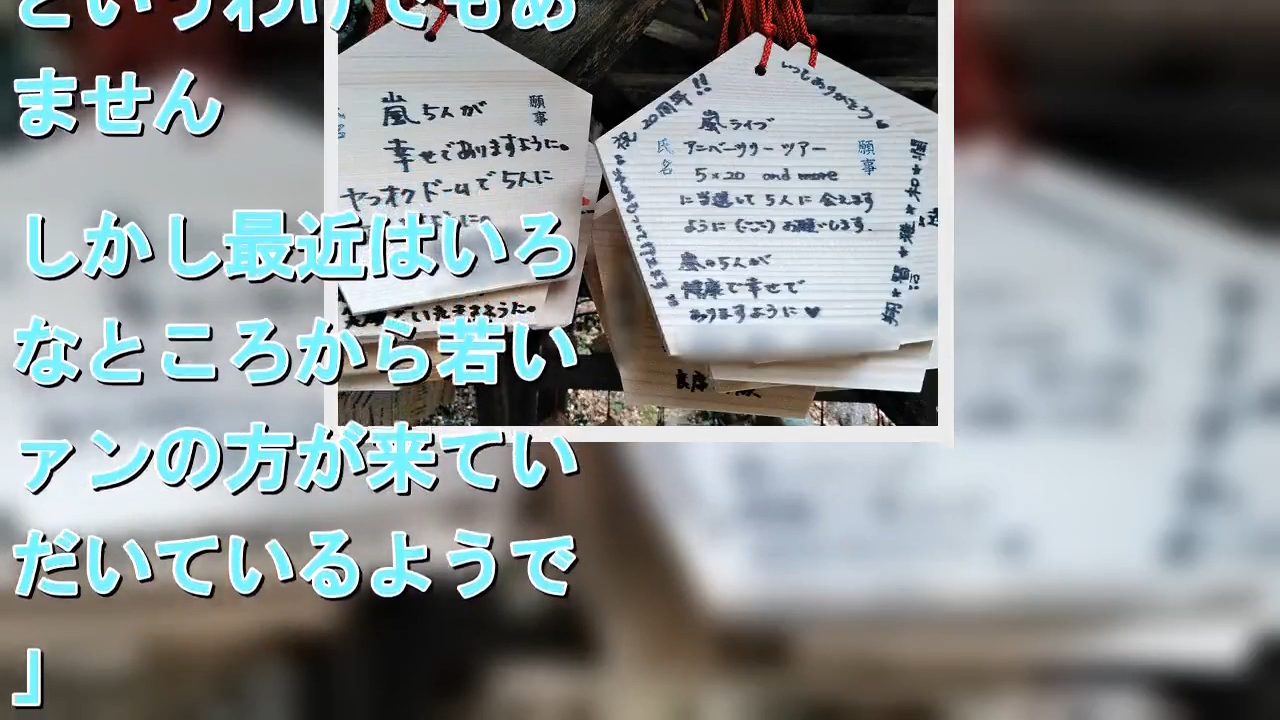 というわけでもあ
ません
しかし最近はいろ
なところから若い
ァンの方が来てい
だいているようで
」
願事
嵐5人が
幸せでありますように。
ヤフオクドームで5人に
ように。
いつもありがとう
祝20周年!!
願事
氏名
嵐ライブ
アニバーサリーツアー
5×20 and more
に当選して5人に会えます
ように(ここ)お願いします.
嵐の5人が
健康で幸せで
ありますように♥